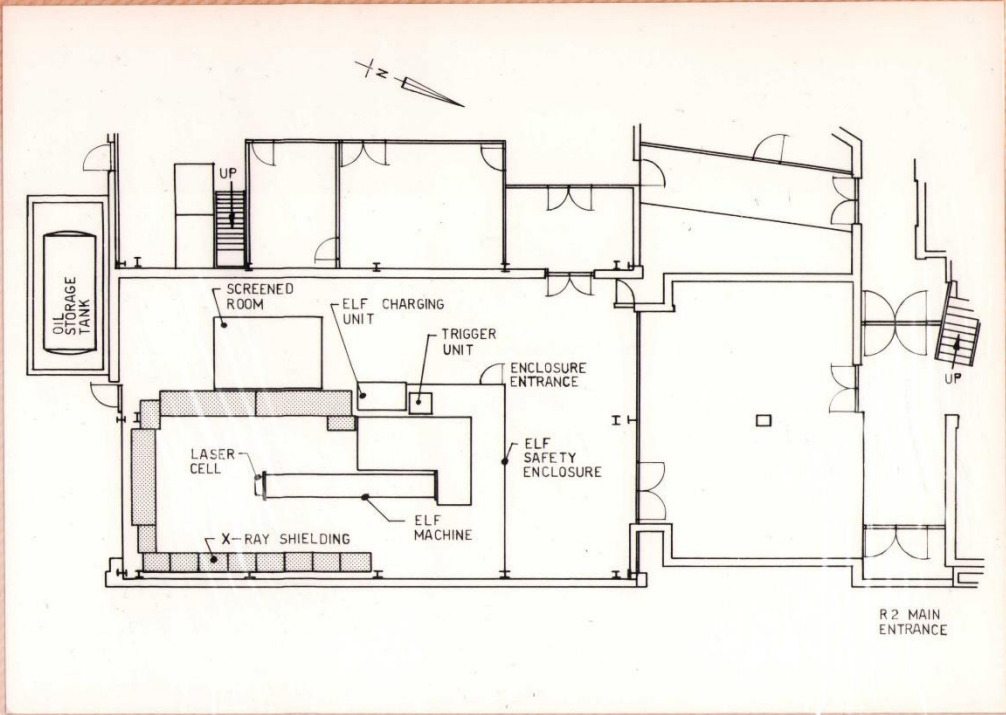 N
UP
SCREENED
ROOM
ELF CHARGING
UNIT
TRIGGER
UNIT
ENCLOSURE
ENTRANCE
OIL
STORAGE
TANK
UP
LASER
CELL
ELF
SAFETY
ENCLOSURE
ELF
MACHINE
X-RAY SHIELDING
R2 MAIN
ENTRANCE